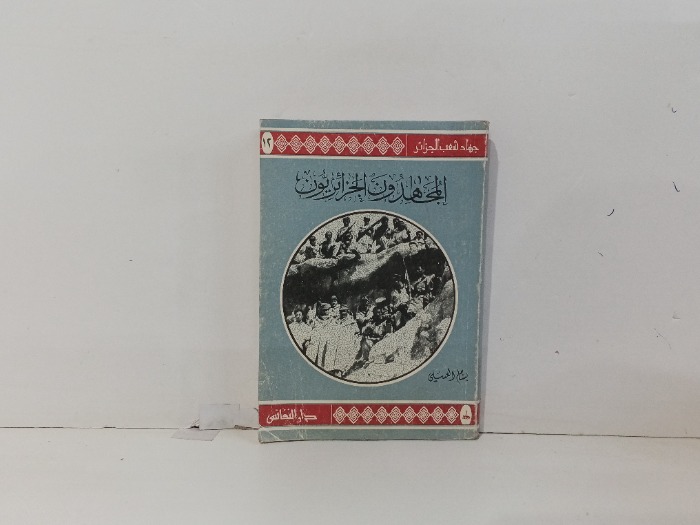 جهاد شعب الجزائر
١٢
المجاهدون الجزائريون
بسام العسلي
دار النفائس